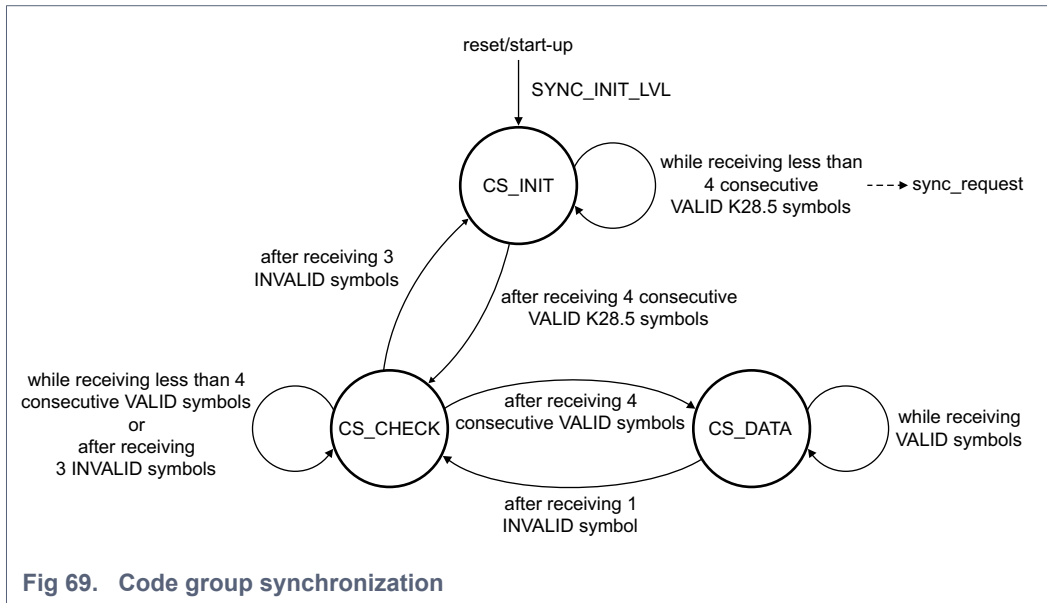 reset/start-up
SYNC_INIT_LVL
CS_INIT
while receiving less than
4 consecutive
VALID K28.5 symbols
sync_request
after receiving 3
INVALID symbols
after receiving 4 consecutive
VALID K28.5 symbols
while receiving less than 4
consecutive VALID symbols
or
after receiving
3 INVALID symbols
CS_CHECK
after receiving 4
consecutive VALID symbols
CS_DATA
while receiving
VALID symbols
after receiving 1
INVALID symbol
Fig 69. Code group synchronization